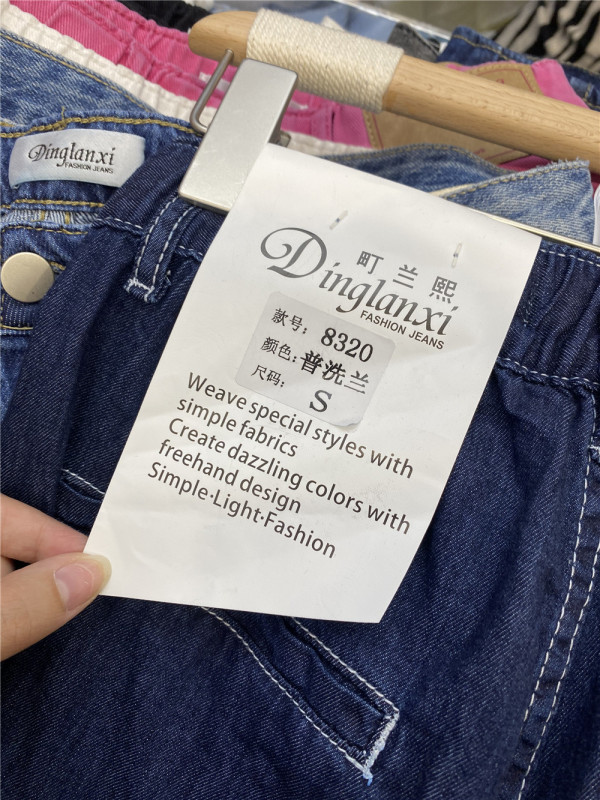 Dinglanxi
FASHION JEANS
町兰熙
Dinglanxi
FASHION JEANS
款号: 8320
颜色: 普洗兰
尺码: S
Weave special styles with
simple fabrics
Create dazzling colors with
freehand design
Simple·Light·Fashion